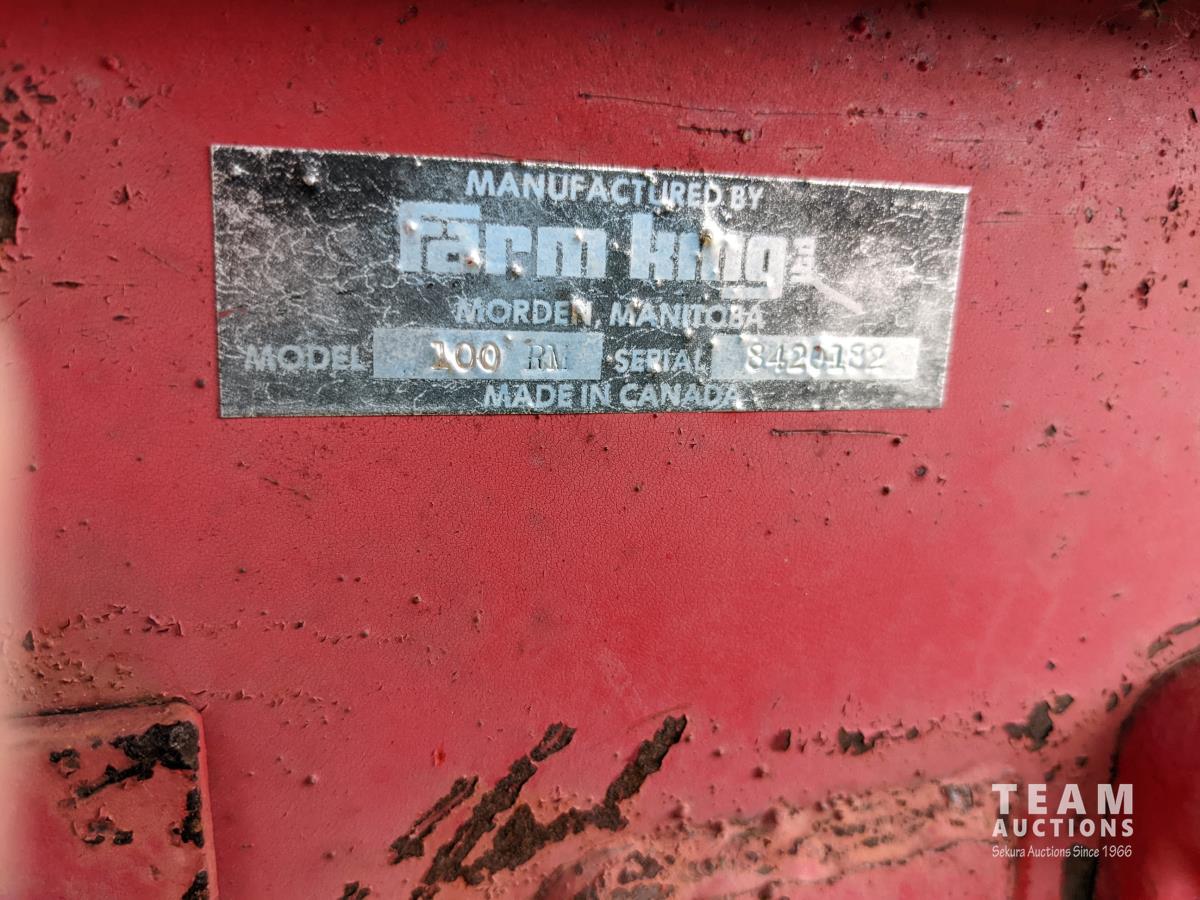 MANUFACTURED BY
Farm King LTD.
MORDEN, MANITOBA
MODEL 100 RM SERIAL 8420132
MADE IN CANADA
TEAM
AUCTIONS
Sekura Auctions Since 1966